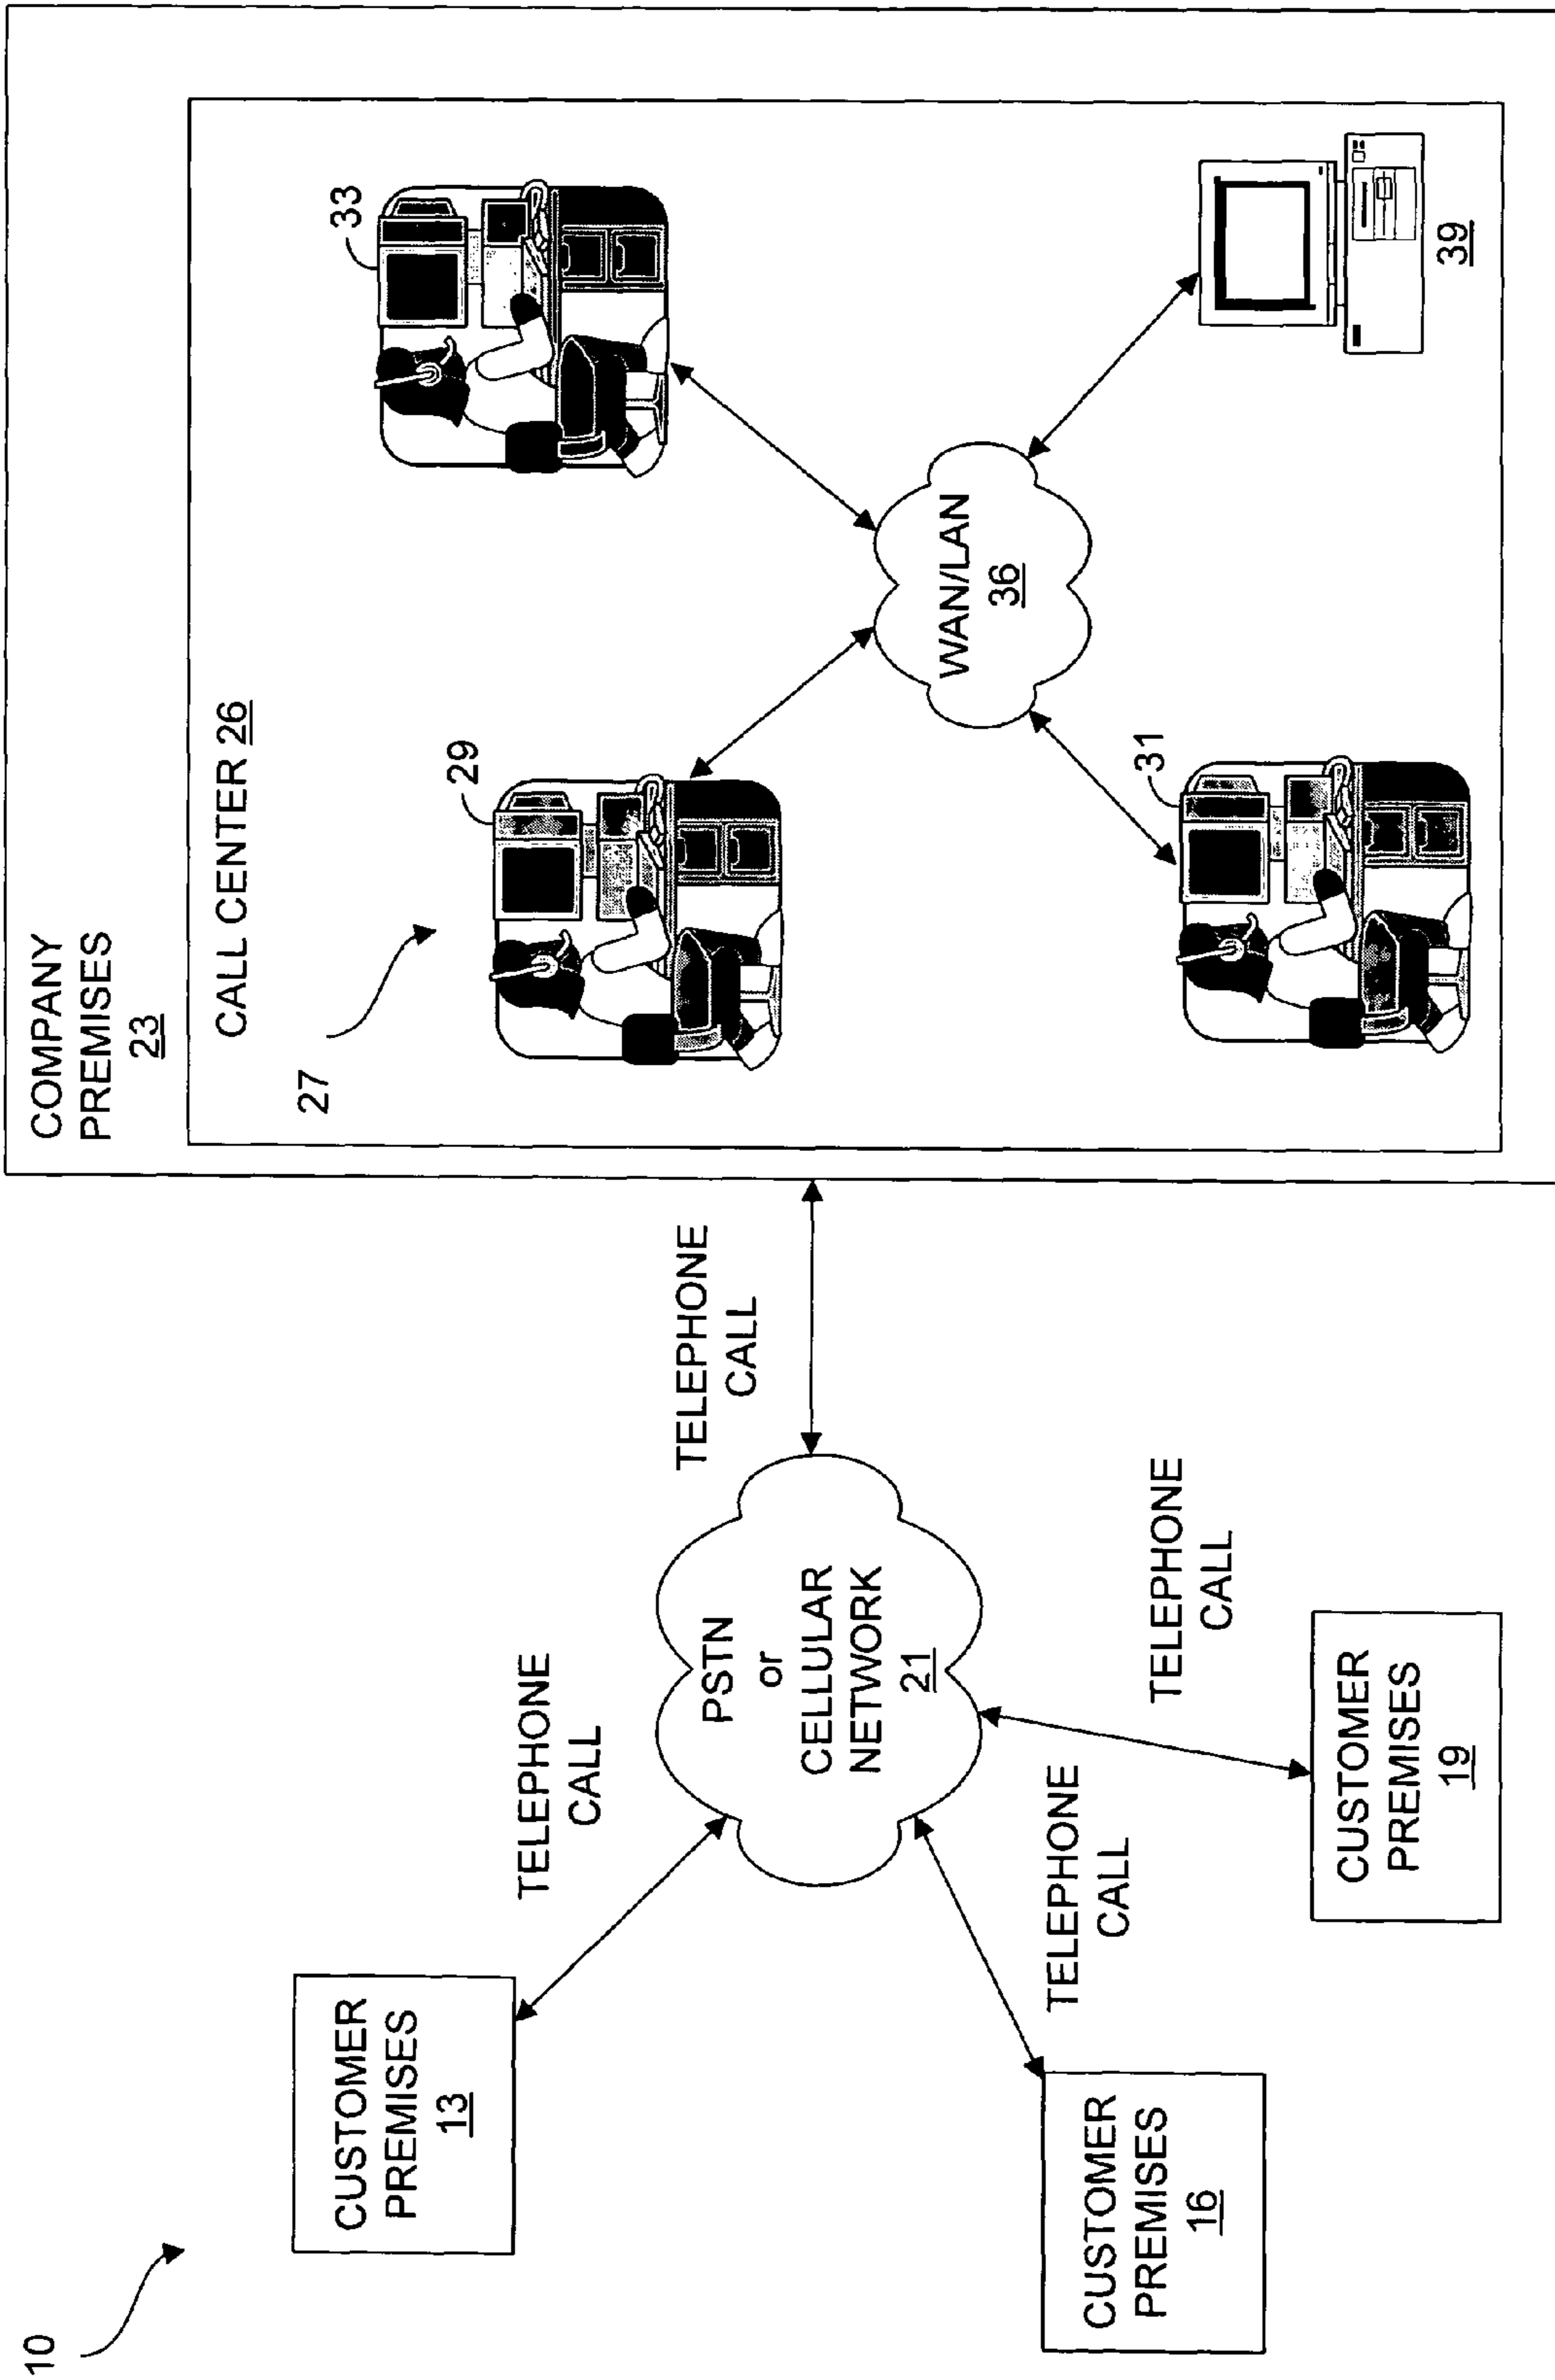 10
CUSTOMER
PREMISES
13
CUSTOMER
PREMISES
16
CUSTOMER
PREMISES
19
TELEPHONE
CALL
TELEPHONE
CALL
TELEPHONE
CALL
PSTN
or
CELLULAR
NETWORK
21
TELEPHONE
CALL
COMPANY
PREMISES
23
CALL CENTER 26
27
29
31
33
WAN/LAN
36
39